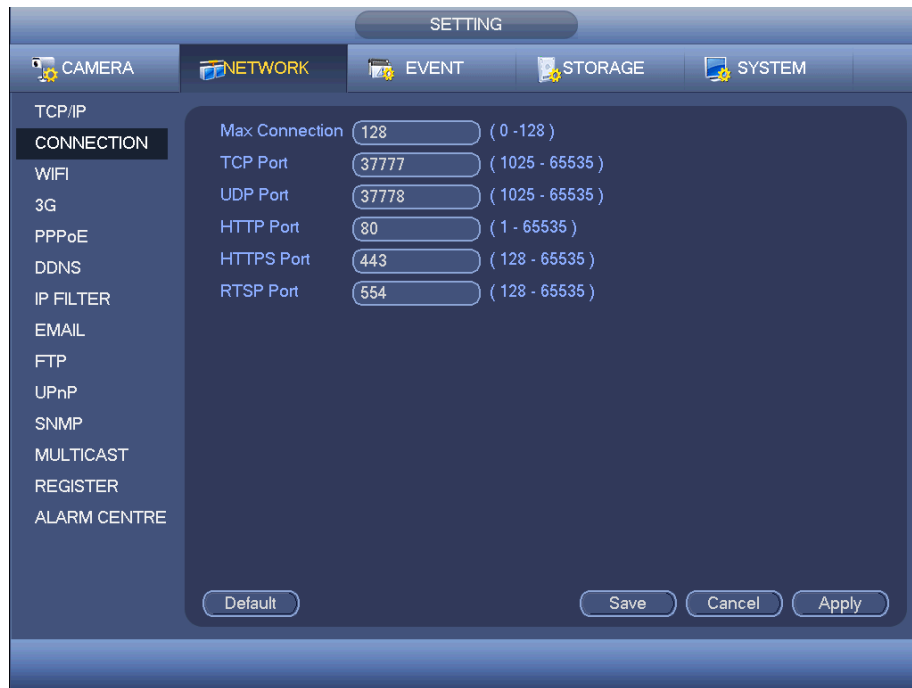 SETTING
CAMERA NETWORK EVENT STORAGE SYSTEM
TCP/IP
CONNECTION
WIFI
3G
PPPoE
DDNS
IP FILTER
EMAIL
FTP
UPnP
SNMP
MULTICAST
REGISTER
ALARM CENTRE
Max Connection 128 ( 0 -128 )
TCP Port 37777 ( 1025 - 65535 )
UDP Port 37778 ( 1025 - 65535 )
HTTP Port 80 ( 1 - 65535 )
HTTPS Port 443 ( 128 - 65535 )
RTSP Port 554 ( 128 - 65535 )
Default Save Cancel Apply